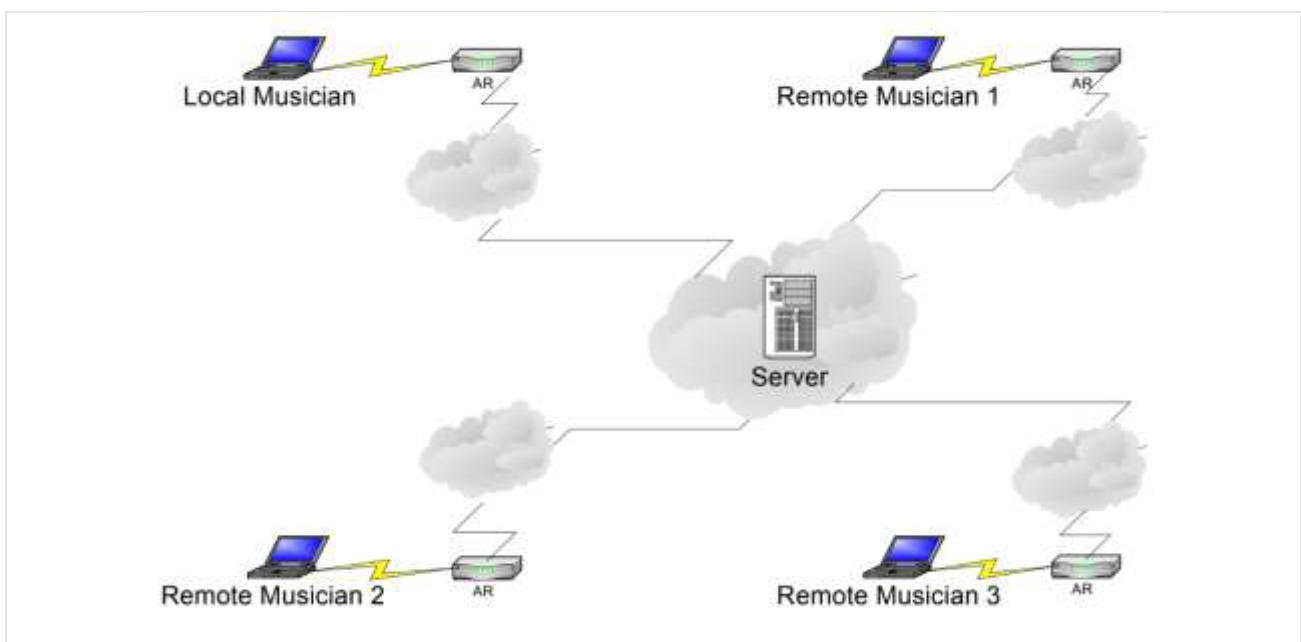 AR
AR
Local Musician
Remote Musician 1
Server
AR
AR
Remote Musician 2
Remote Musician 3